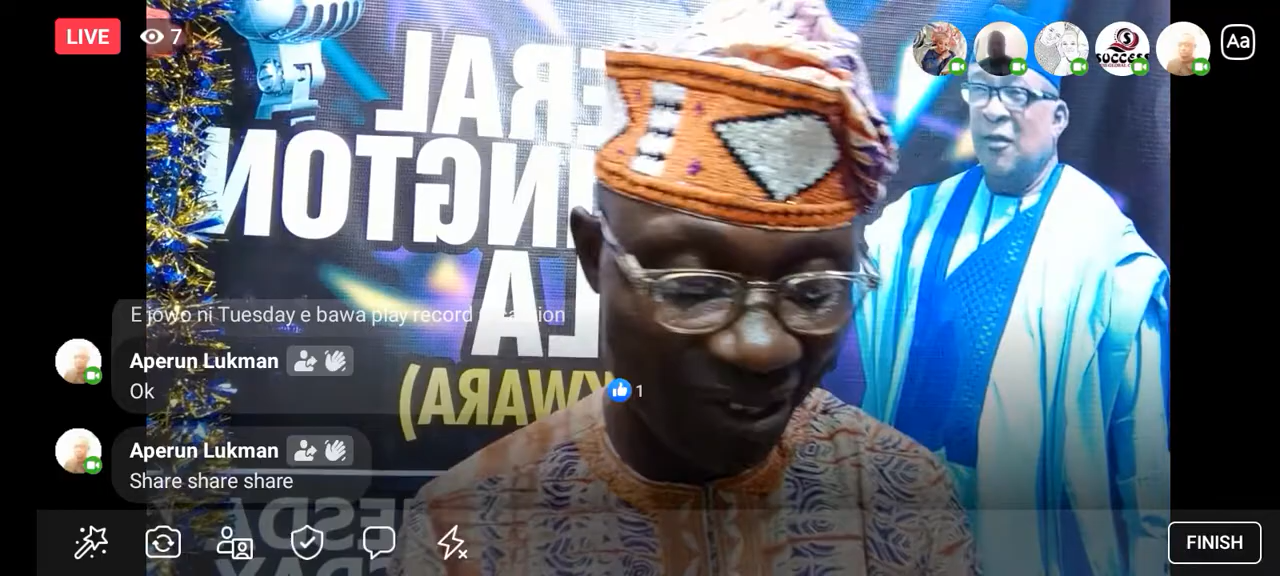 LIVE
7
Aa
SUCCESS
ERAL
INGTON
LA
KWARA)
E jowo ni Tuesday e bawa play record
ion
Aperun Lukman
Ok
1
Aperun Lukman
Share share share
FINISH